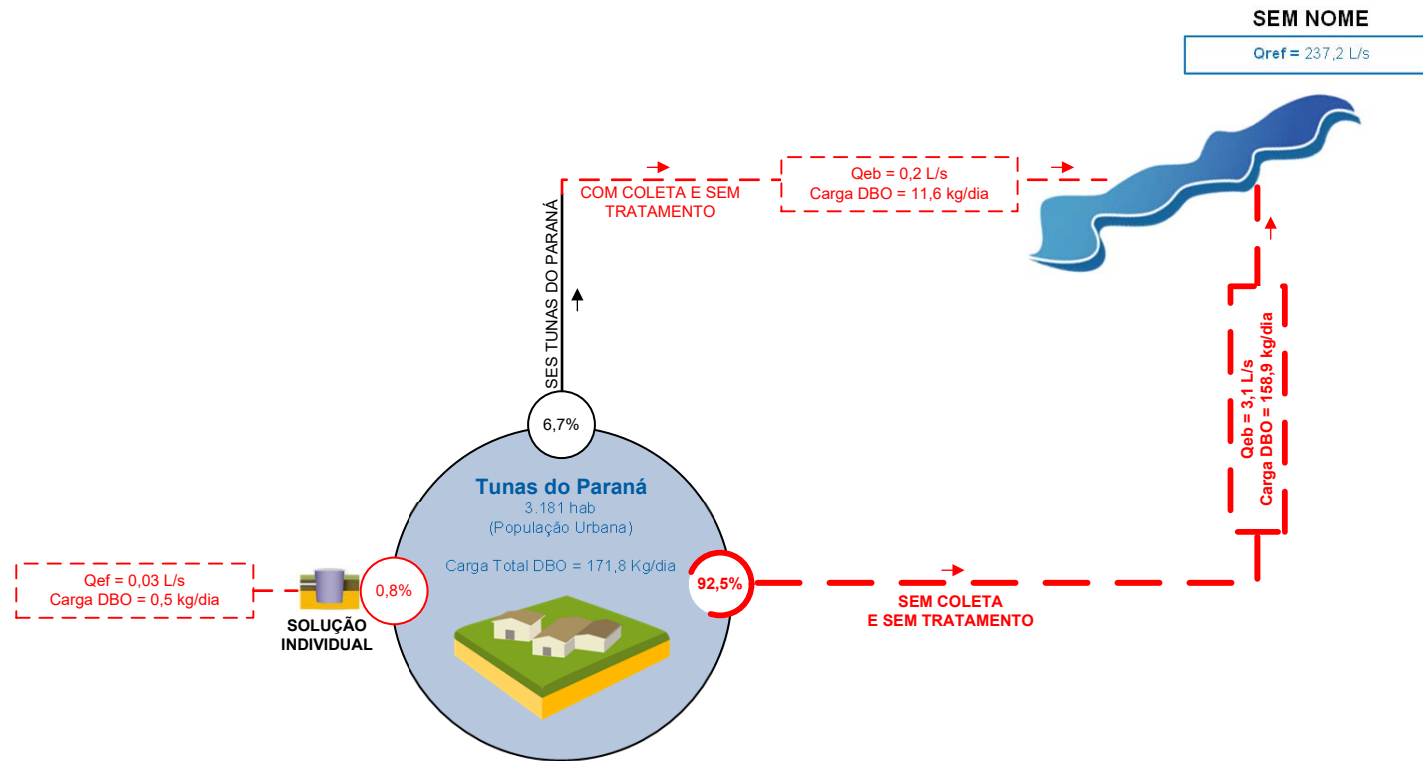 SEM NOME
Qref = 237,2 L/s
COM COLETA E SEM
TRATAMENTO
Qeb = 0,2 L/s
Carga DBO = 11,6 kg/dia
SES TUNAS DO PARANÁ
Qeb = 3,1 L/s
Carga DBO = 158,9 kg/dia
6,7%
Tunas do Paraná
3.181 hab
(População Urbana)
Carga Total DBO = 171,8 Kg/dia
Qef = 0,03 L/s
Carga DBO = 0,5 kg/dia
0,8%
SOLUÇÃO
INDIVIDUAL
92,5%
SEM COLETA
E SEM TRATAMENTO